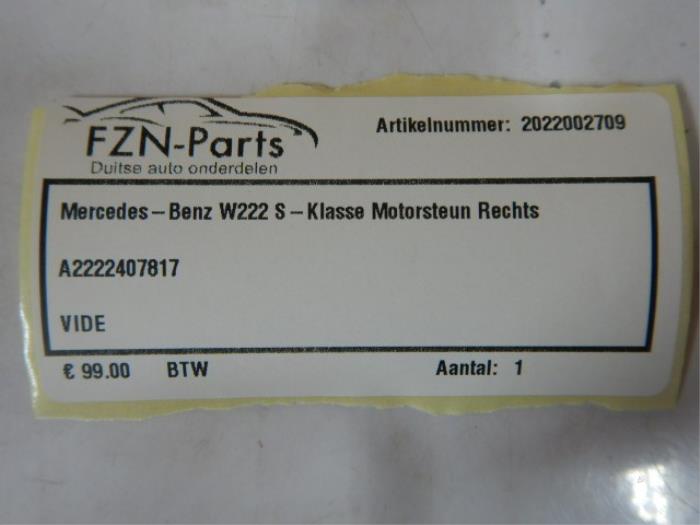 FZN-Parts
Duitse auto onderdelen
Artikelnummer: 2022002709
Mercedes-Benz W222 S-Klasse Motorsteun Rechts
A2222407817
VIDE
€ 99.00 BTW Aantal: 1